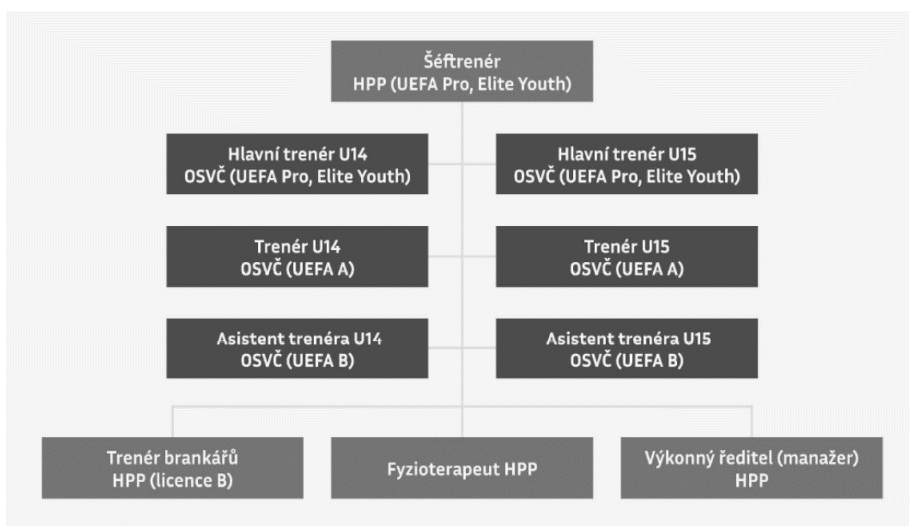 Šéftrenér
HPP (UEFA Pro, Elite Youth)
Hlavní trenér U14
OSVČ (UEFA Pro, Elite Youth)
Hlavní trenér U15
OSVČ (UEFA Pro, Elite Youth)
Trenér U14
OSVČ (UEFA A)
Trenér U15
OSVČ (UEFA A)
Asistent trenéra U14
OSVČ (UEFA B)
Asistent trenéra U15
OSVČ (UEFA B)
Trenér brankářů
HPP (licence B)
Fyzioterapeut HPP
Výkonný ředitel (manažer)
HPP